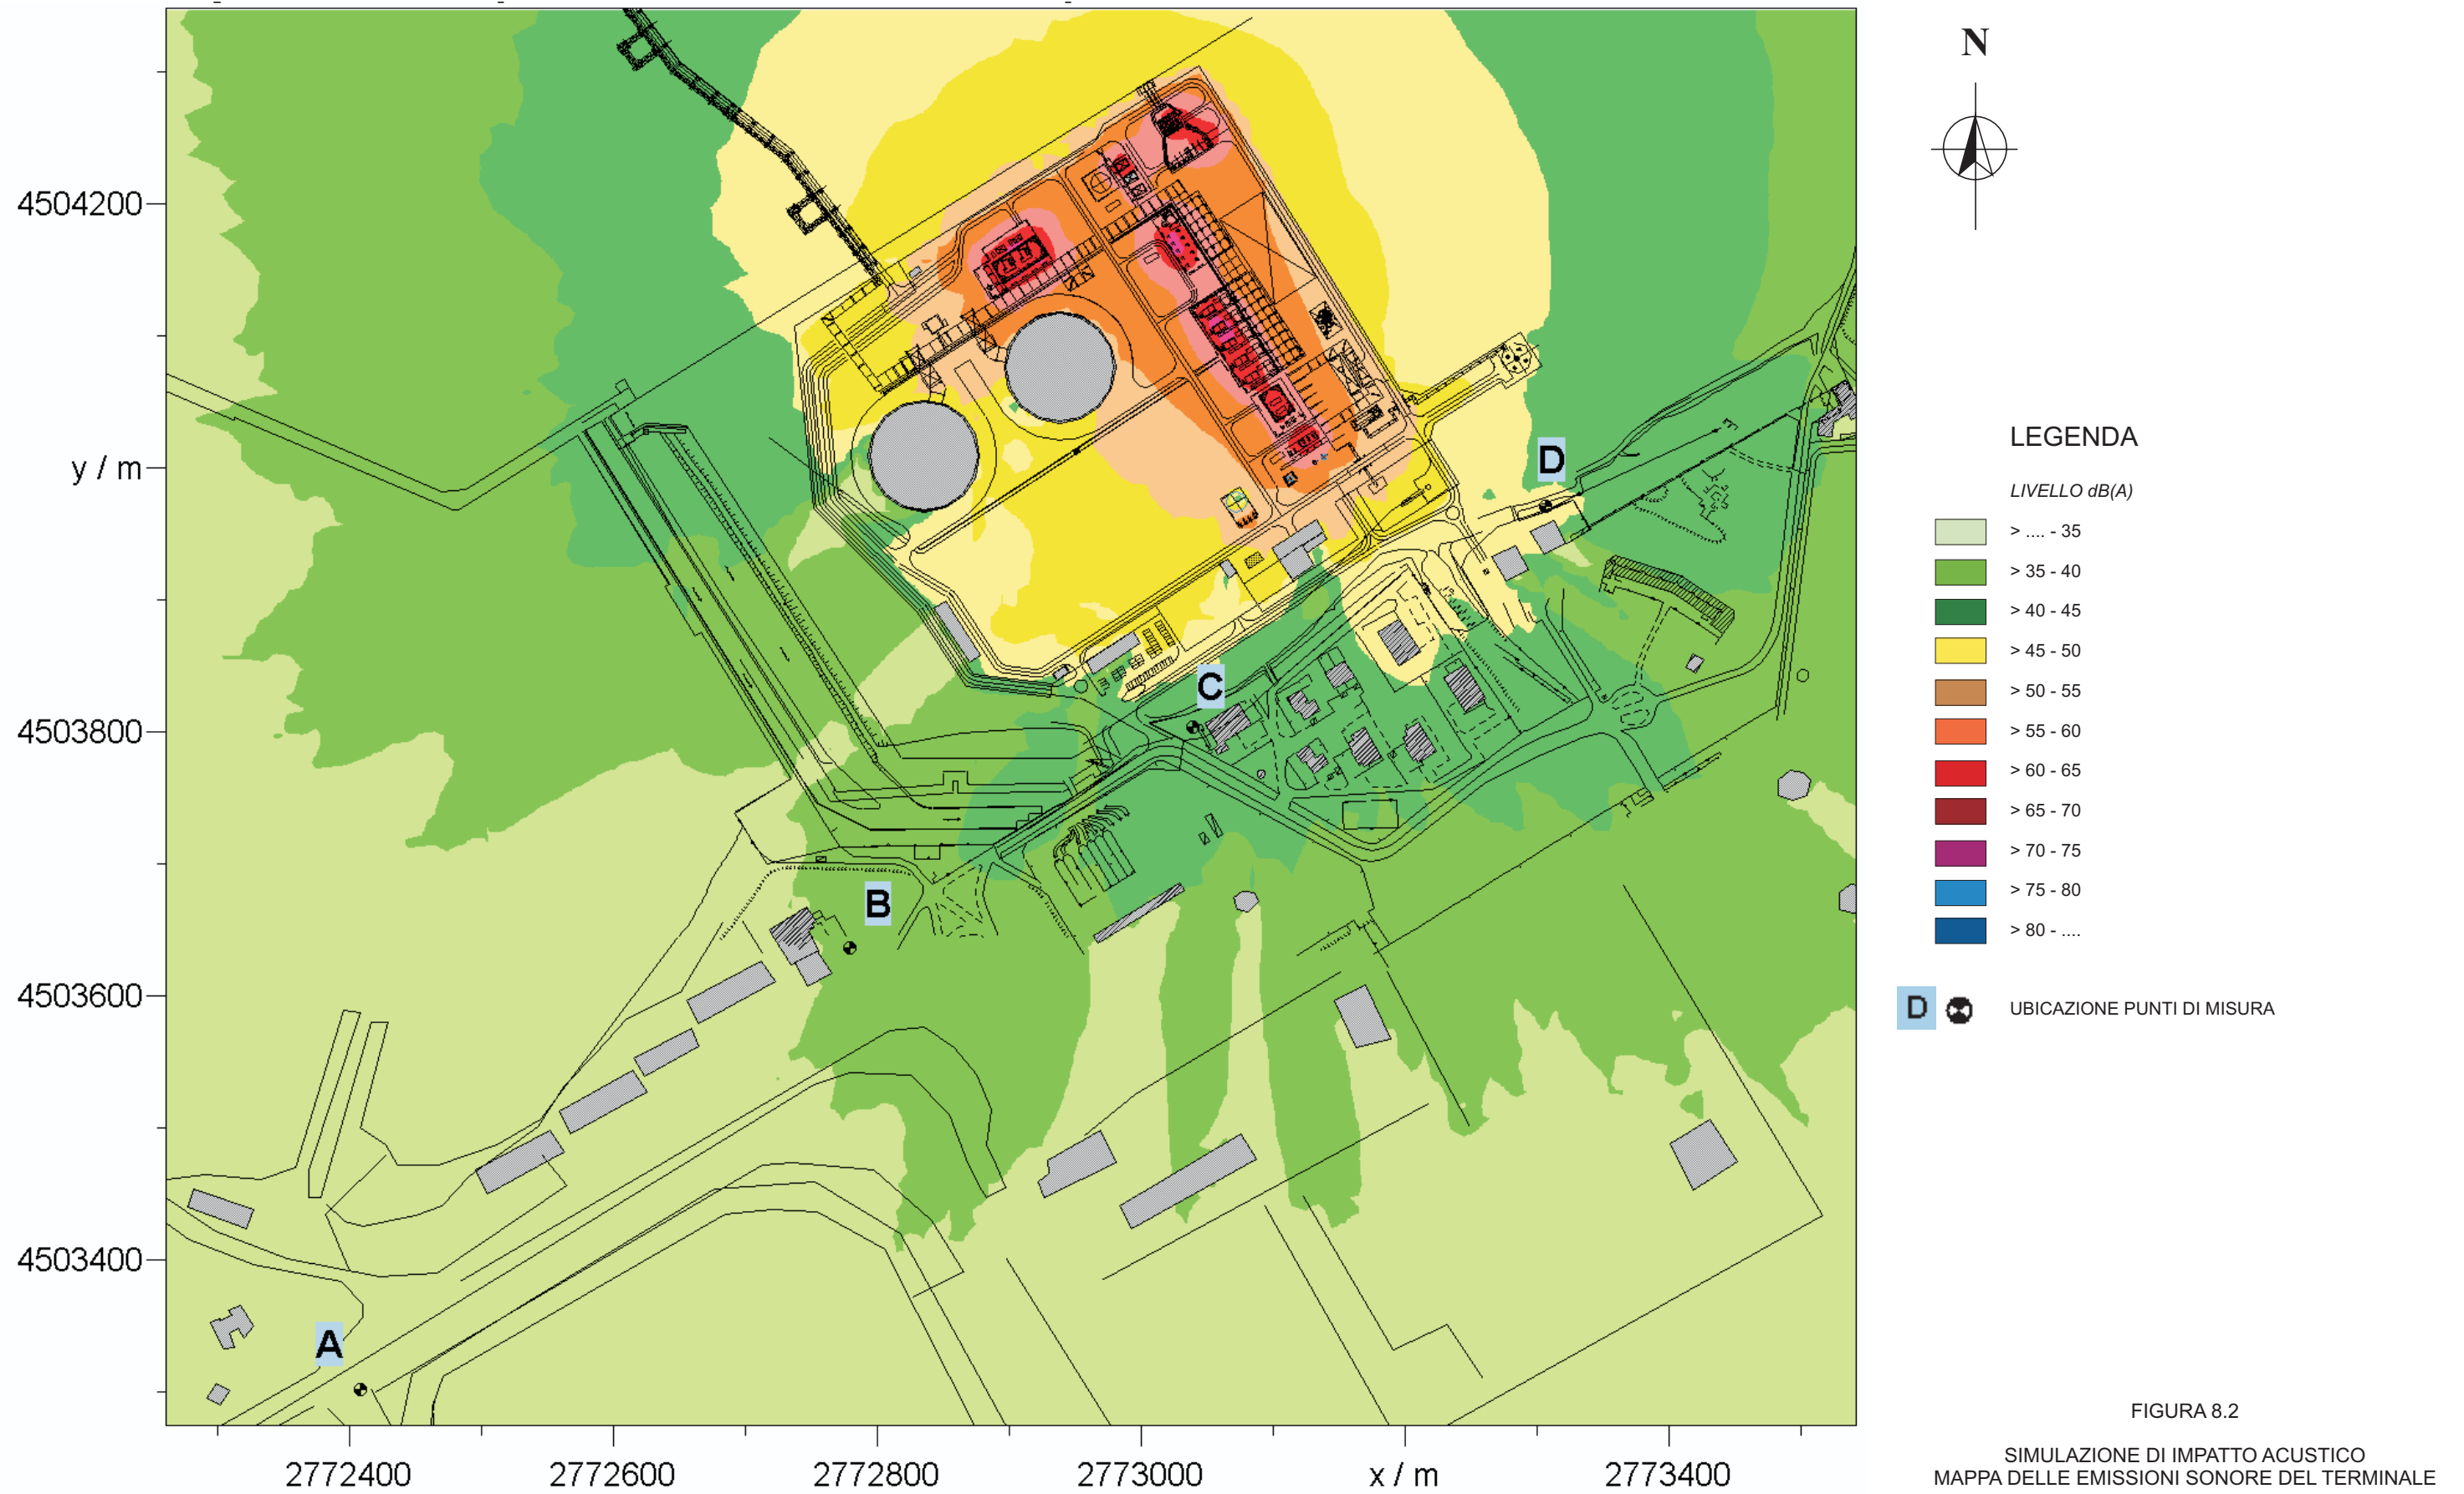 N
4504200
y / m
4503800
4503600
4503400
2772400
2772600
2772800
2773000
x / m
2773400
D
C
B
A
LEGENDA
LIVELLO dB(A)
> .... - 35
> 35 - 40
> 40 - 45
> 45 - 50
> 50 - 55
> 55 - 60
> 60 - 65
> 65 - 70
> 70 - 75
> 75 - 80
> 80 - ....
D UBICAZIONE PUNTI DI MISURA
FIGURA 8.2
SIMULAZIONE DI IMPATTO ACUSTICO
MAPPA DELLE EMISSIONI SONORE DEL TERMINALE